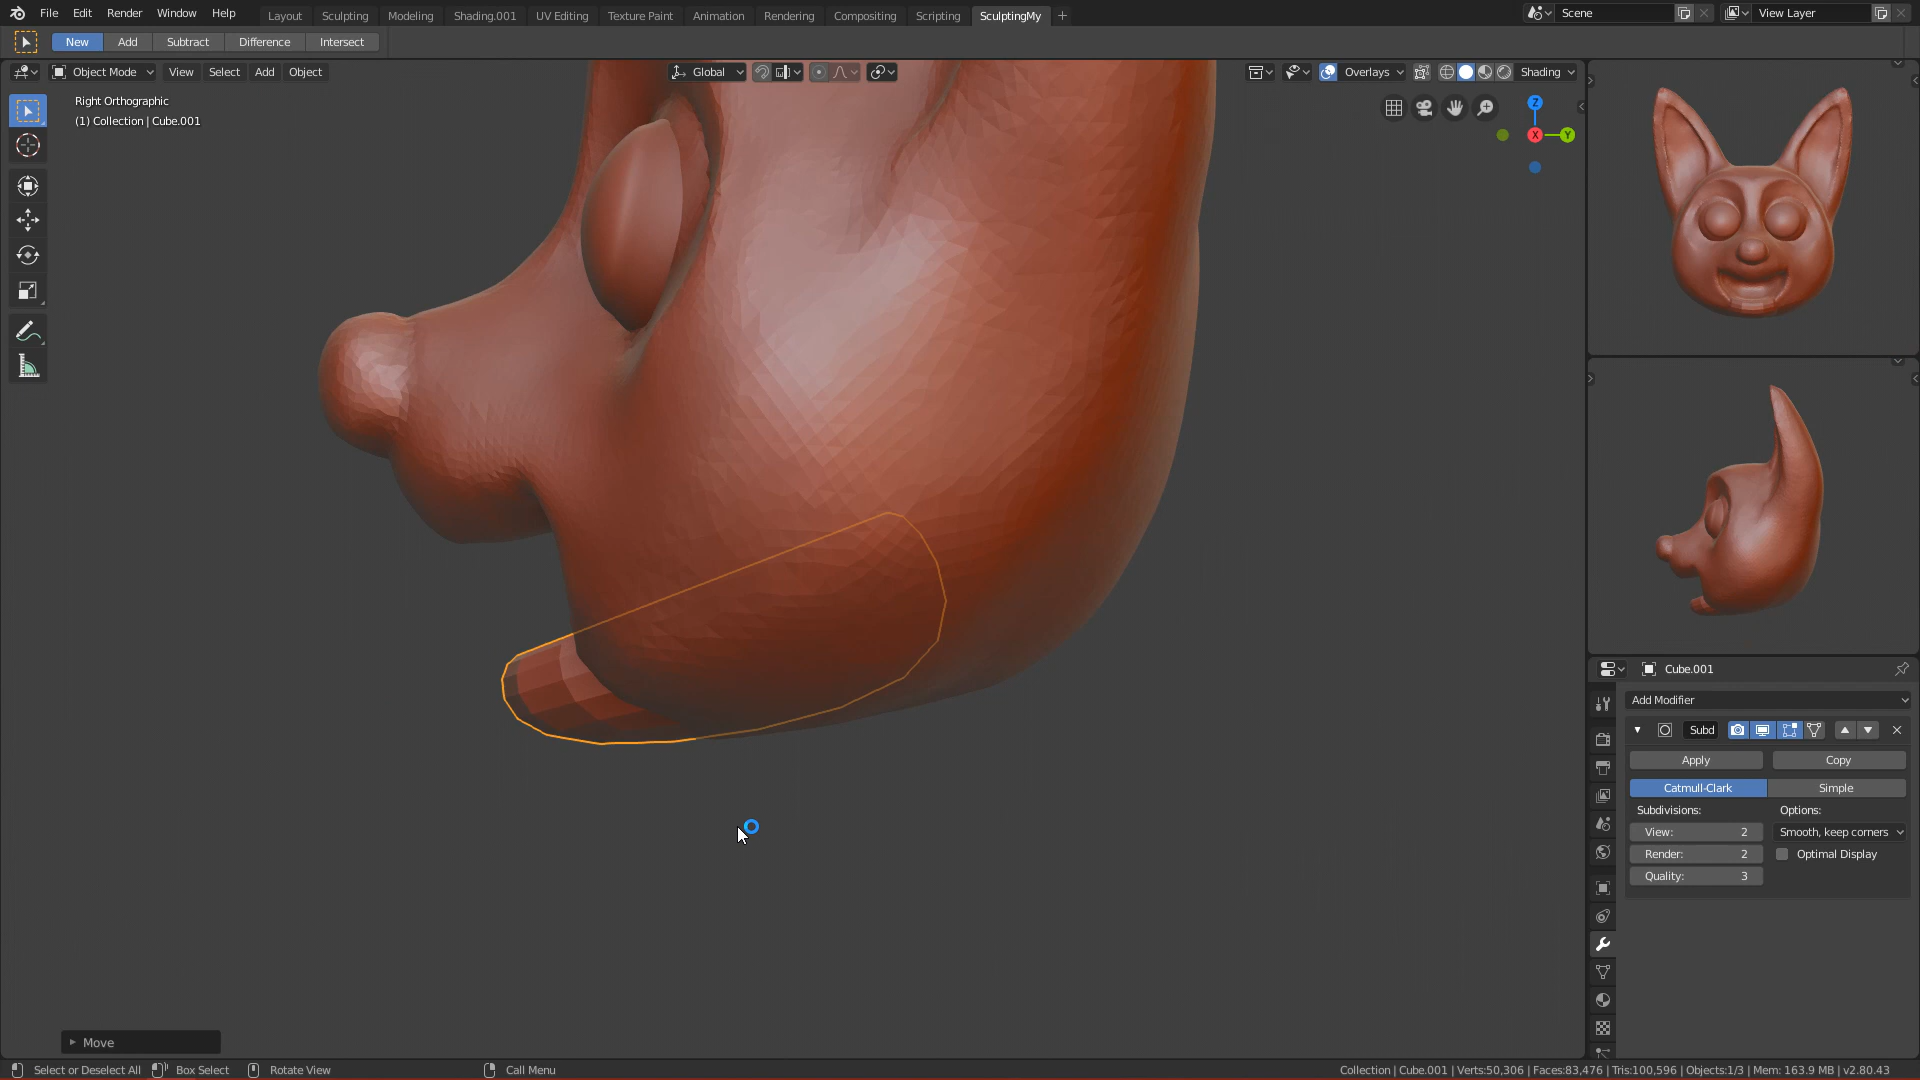 File Edit Render Window Help Layout Sculpting Modeling Shading.001 UV Editing Texture Paint Animation Rendering Compositing Scripting SculptingMy + Scene View Layer
New Add Subtract Difference Intersect
Object Mode View Select Add Object Global Overlays Shading
Right Orthographic
(1) Collection | Cube.001
Z
X Y
Cube.001
Add Modifier
Subd
Apply Copy
Catmull-Clark Simple
Subdivisions: Options:
View: 2 Smooth, keep corners
Render: 2 Optimal Display
Quality: 3
Move
Select or Deselect All Box Select Rotate View Call Menu Collection | Cube.001 | Verts:50,306 | Faces:83,476 | Tris:100,596 | Objects:1/3 | Mem: 163.9 MB | v2.80.43